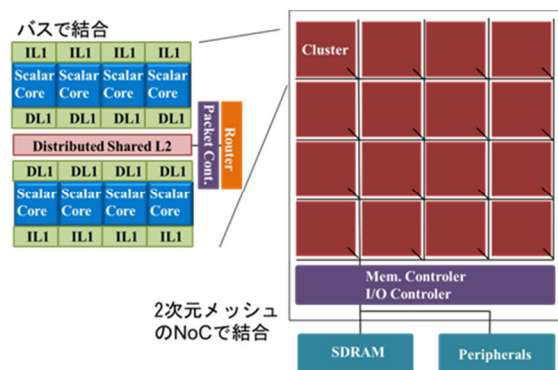 バスで結合
IL1 IL1 IL1 IL1
Scalar Scalar Scalar Scalar
Core Core Core Core
DL1 DL1 DL1 DL1
Distributed Shared L2
DL1 DL1 DL1 DL1
Scalar Scalar Scalar Scalar
Core Core Core Core
IL1 IL1 IL1 IL1
Packet Cont.
Router
Cluster
Mem. Controler
I/O Controler
2次元メッシュ
のNoCで結合
SDRAM
Peripherals